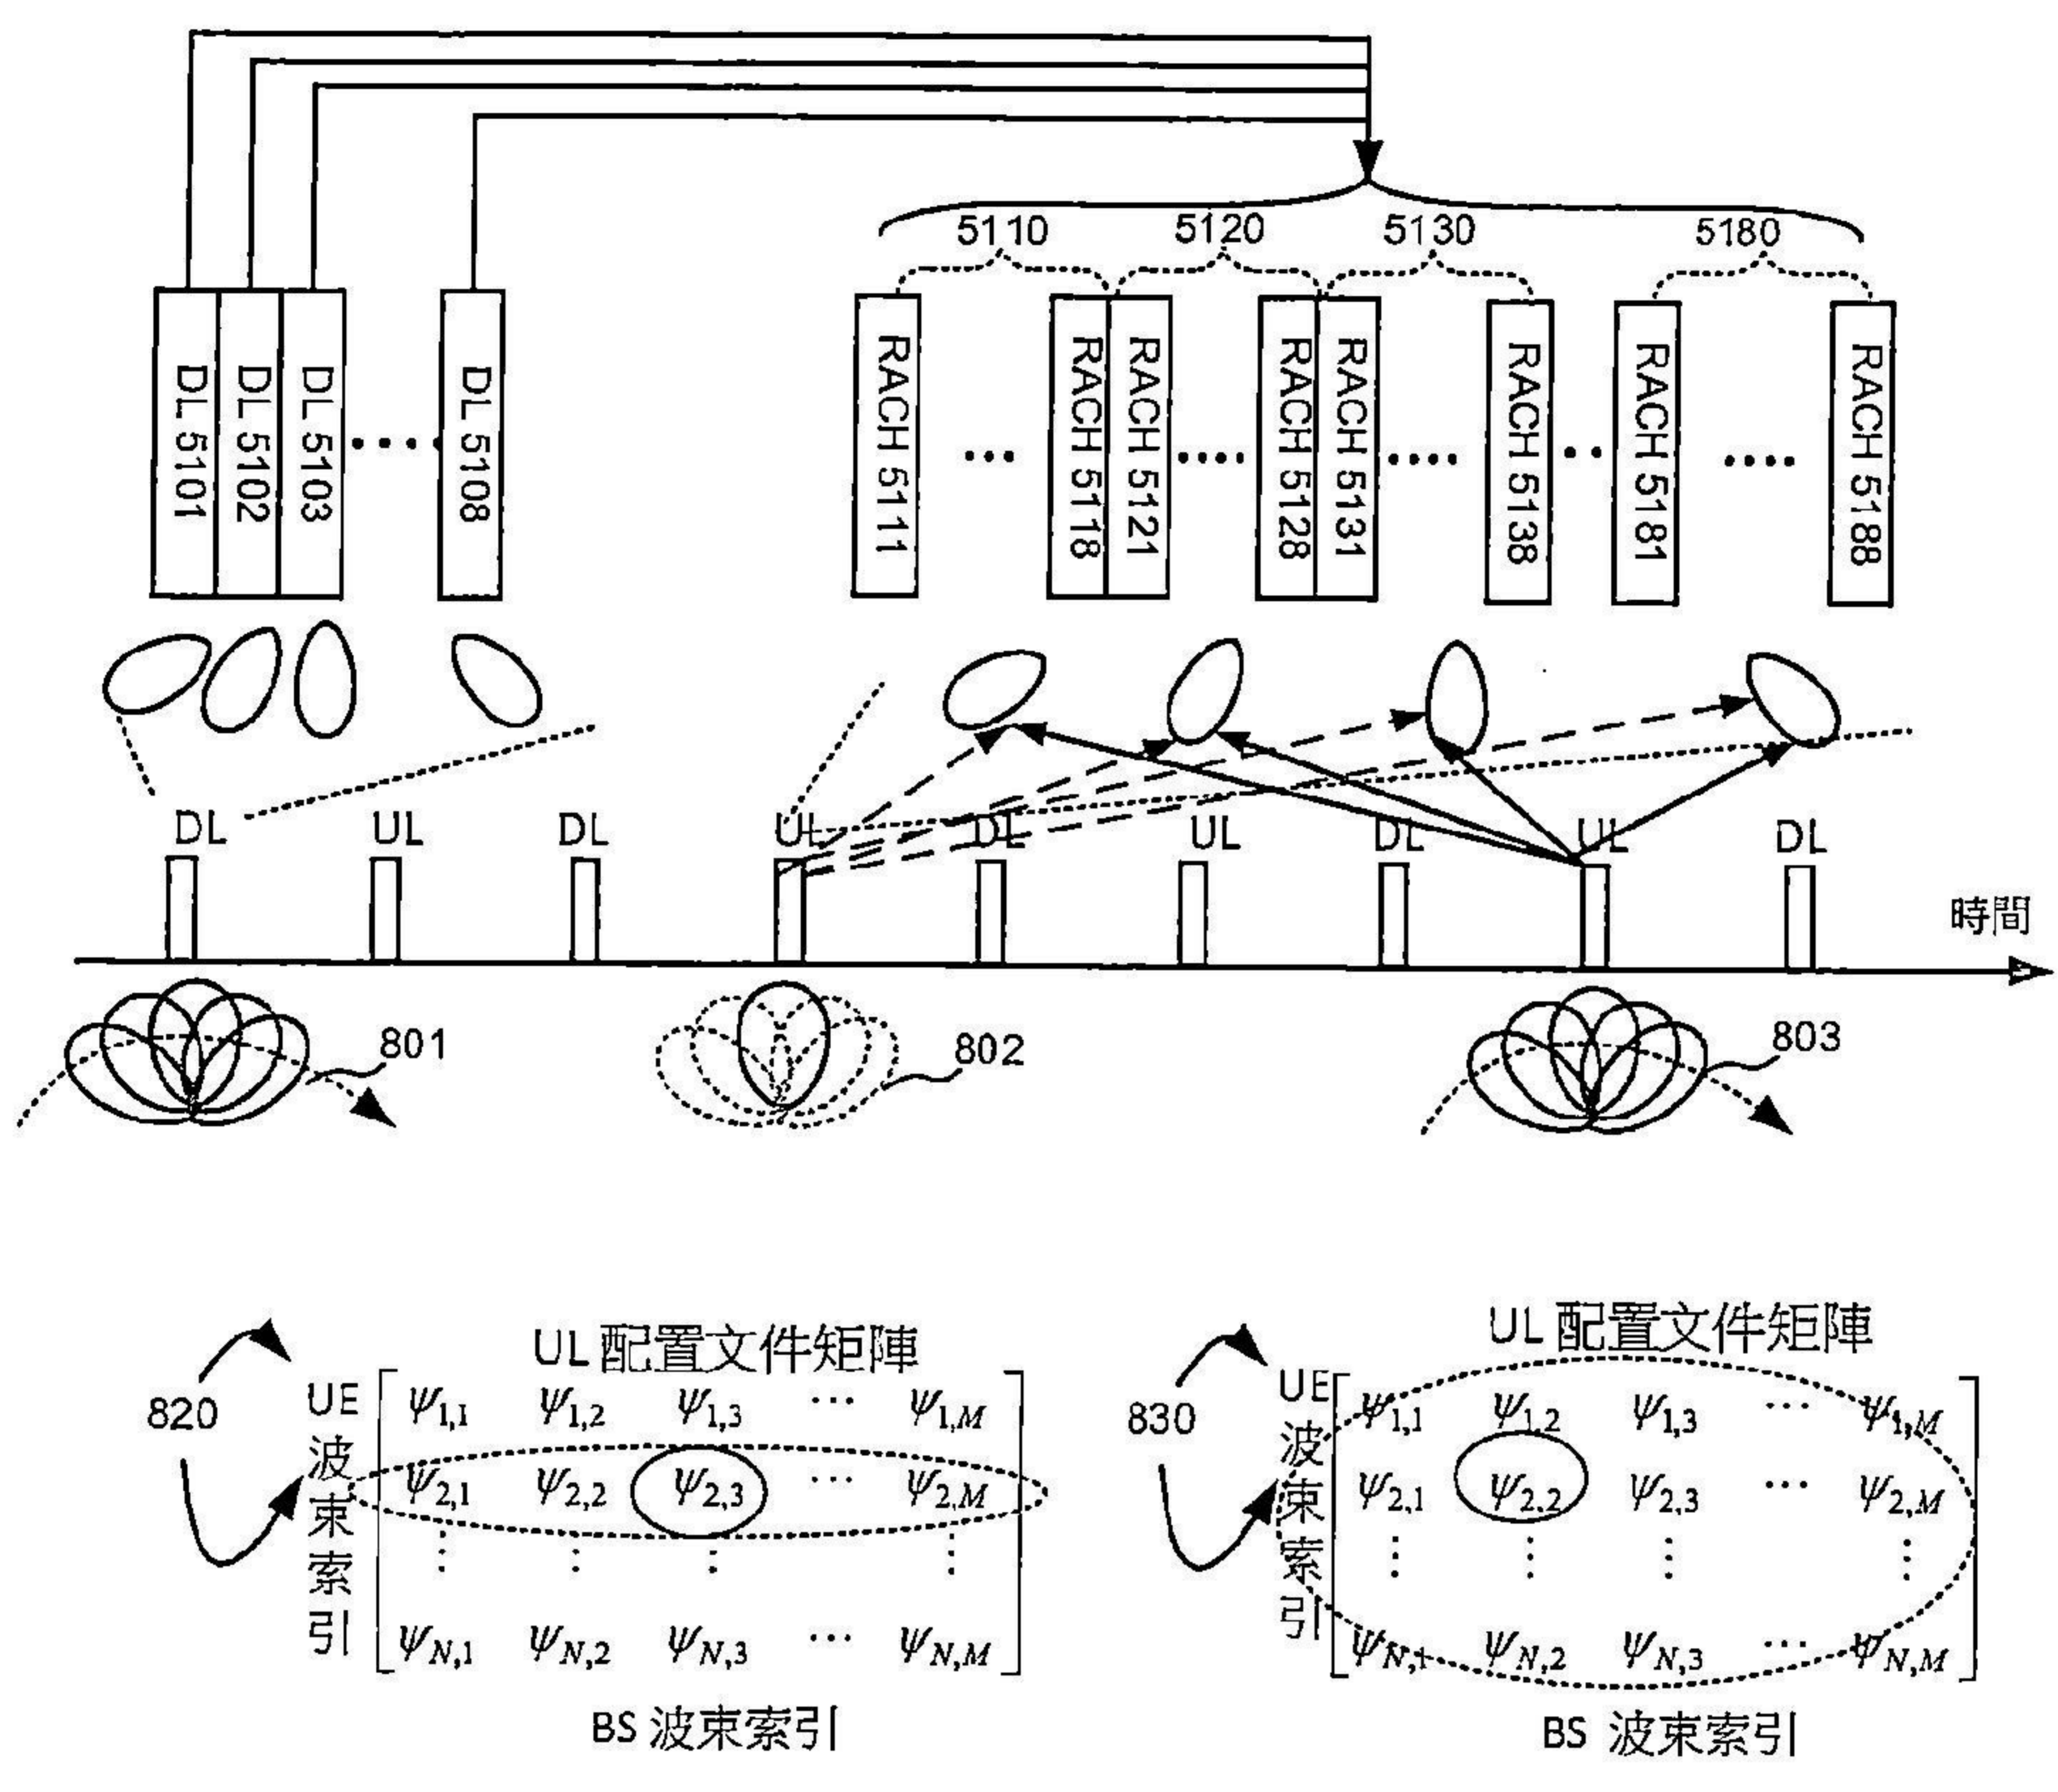 5110 5120 5130 5180
DL 5101
DL 5102
DL 5103
DL 5108
RACH 5111
RACH 5118
RACH 5121
RACH 5128
RACH 5131
RACH 5138
RACH 5181
RACH 5188
DL UL DL UL DL UL DL UL DL
時間
801 802 803
820
UL 配置文件矩陣
UE 波束索引
ψ1,1 ψ1,2 ψ1,3 ⋯ ψ1,M
ψ2,1 ψ2,2 ψ2,3 ⋯ ψ2,M
ψN,1 ψN,2 ψN,3 ⋯ ψN,M
BS 波束索引
830
UL 配置文件矩陣
UE 波束索引
ψ1,1 ψ1,2 ψ1,3 ⋯ ψ1,M
ψ2,1 ψ2,2 ψ2,3 ⋯ ψ2,M
ψN,1 ψN,2 ψN,3 ⋯ ψN,M
BS 波束索引